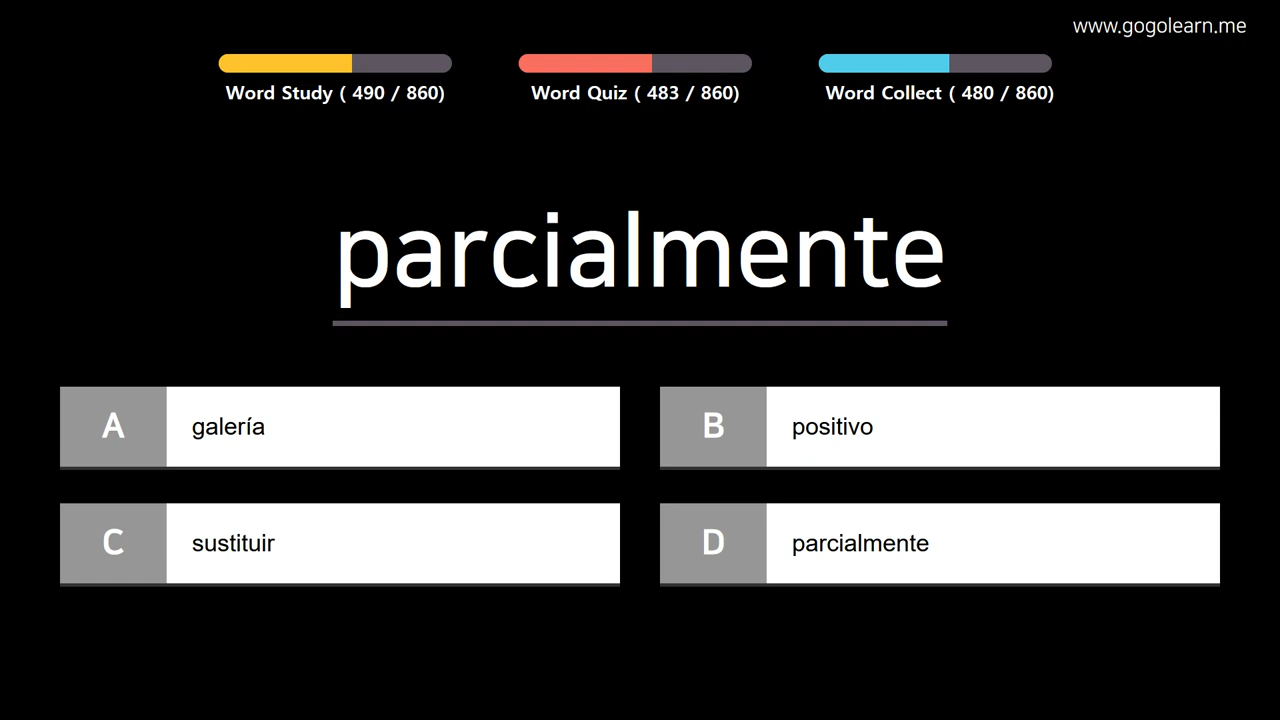 www.gogolearn.me
Word Study ( 490 / 860)
Word Quiz ( 483 / 860)
Word Collect ( 480 / 860)
parcialmente
A galería
B positivo
C sustituir
D parcialmente